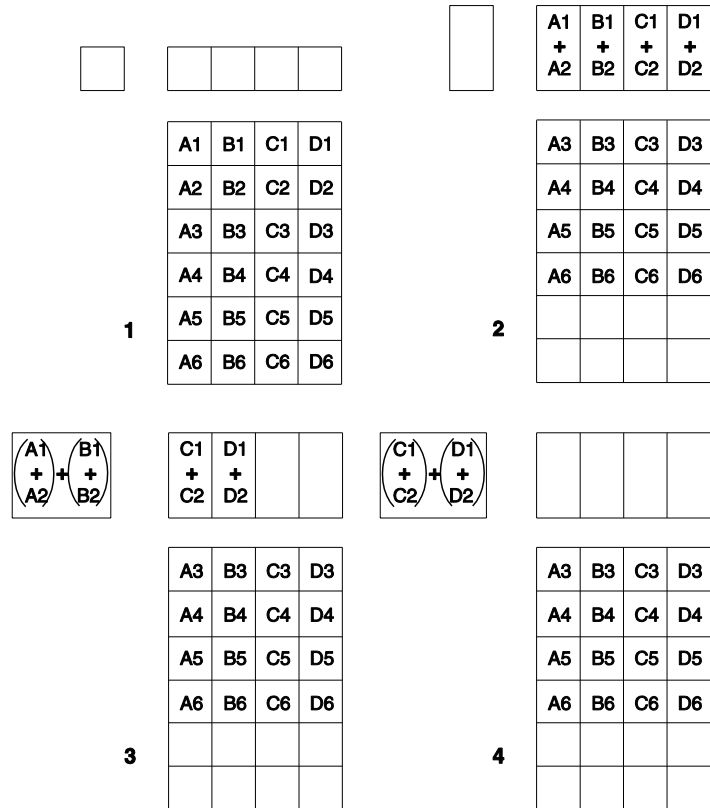 A1 B1 C1 D1
A2 B2 C2 D2
A3 B3 C3 D3
A4 B4 C4 D4
A5 B5 C5 D5
A6 B6 C6 D6
1
A1 B1 C1 D1
+ + + +
A2 B2 C2 D2
A3 B3 C3 D3
A4 B4 C4 D4
A5 B5 C5 D5
A6 B6 C6 D6
2
(A1 + A2) + (B1 + B2)
C1 D1
+ +
C2 D2
A3 B3 C3 D3
A4 B4 C4 D4
A5 B5 C5 D5
A6 B6 C6 D6
3
(C1 + C2) + (D1 + D2)
A3 B3 C3 D3
A4 B4 C4 D4
A5 B5 C5 D5
A6 B6 C6 D6
4